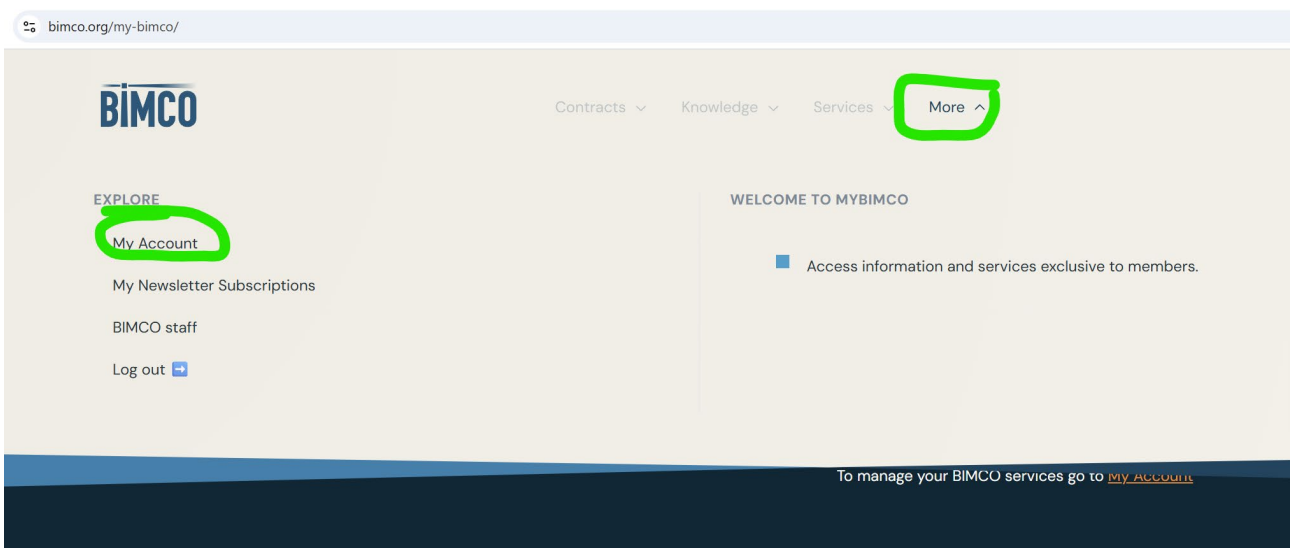 bimco.org/my-bimco/
BIMCO
Contracts Knowledge Services More
EXPLORE
My Account
My Newsletter Subscriptions
BIMCO staff
Log out
WELCOME TO MYBIMCO
Access information and services exclusive to members.
To manage your BIMCO services go to My Account